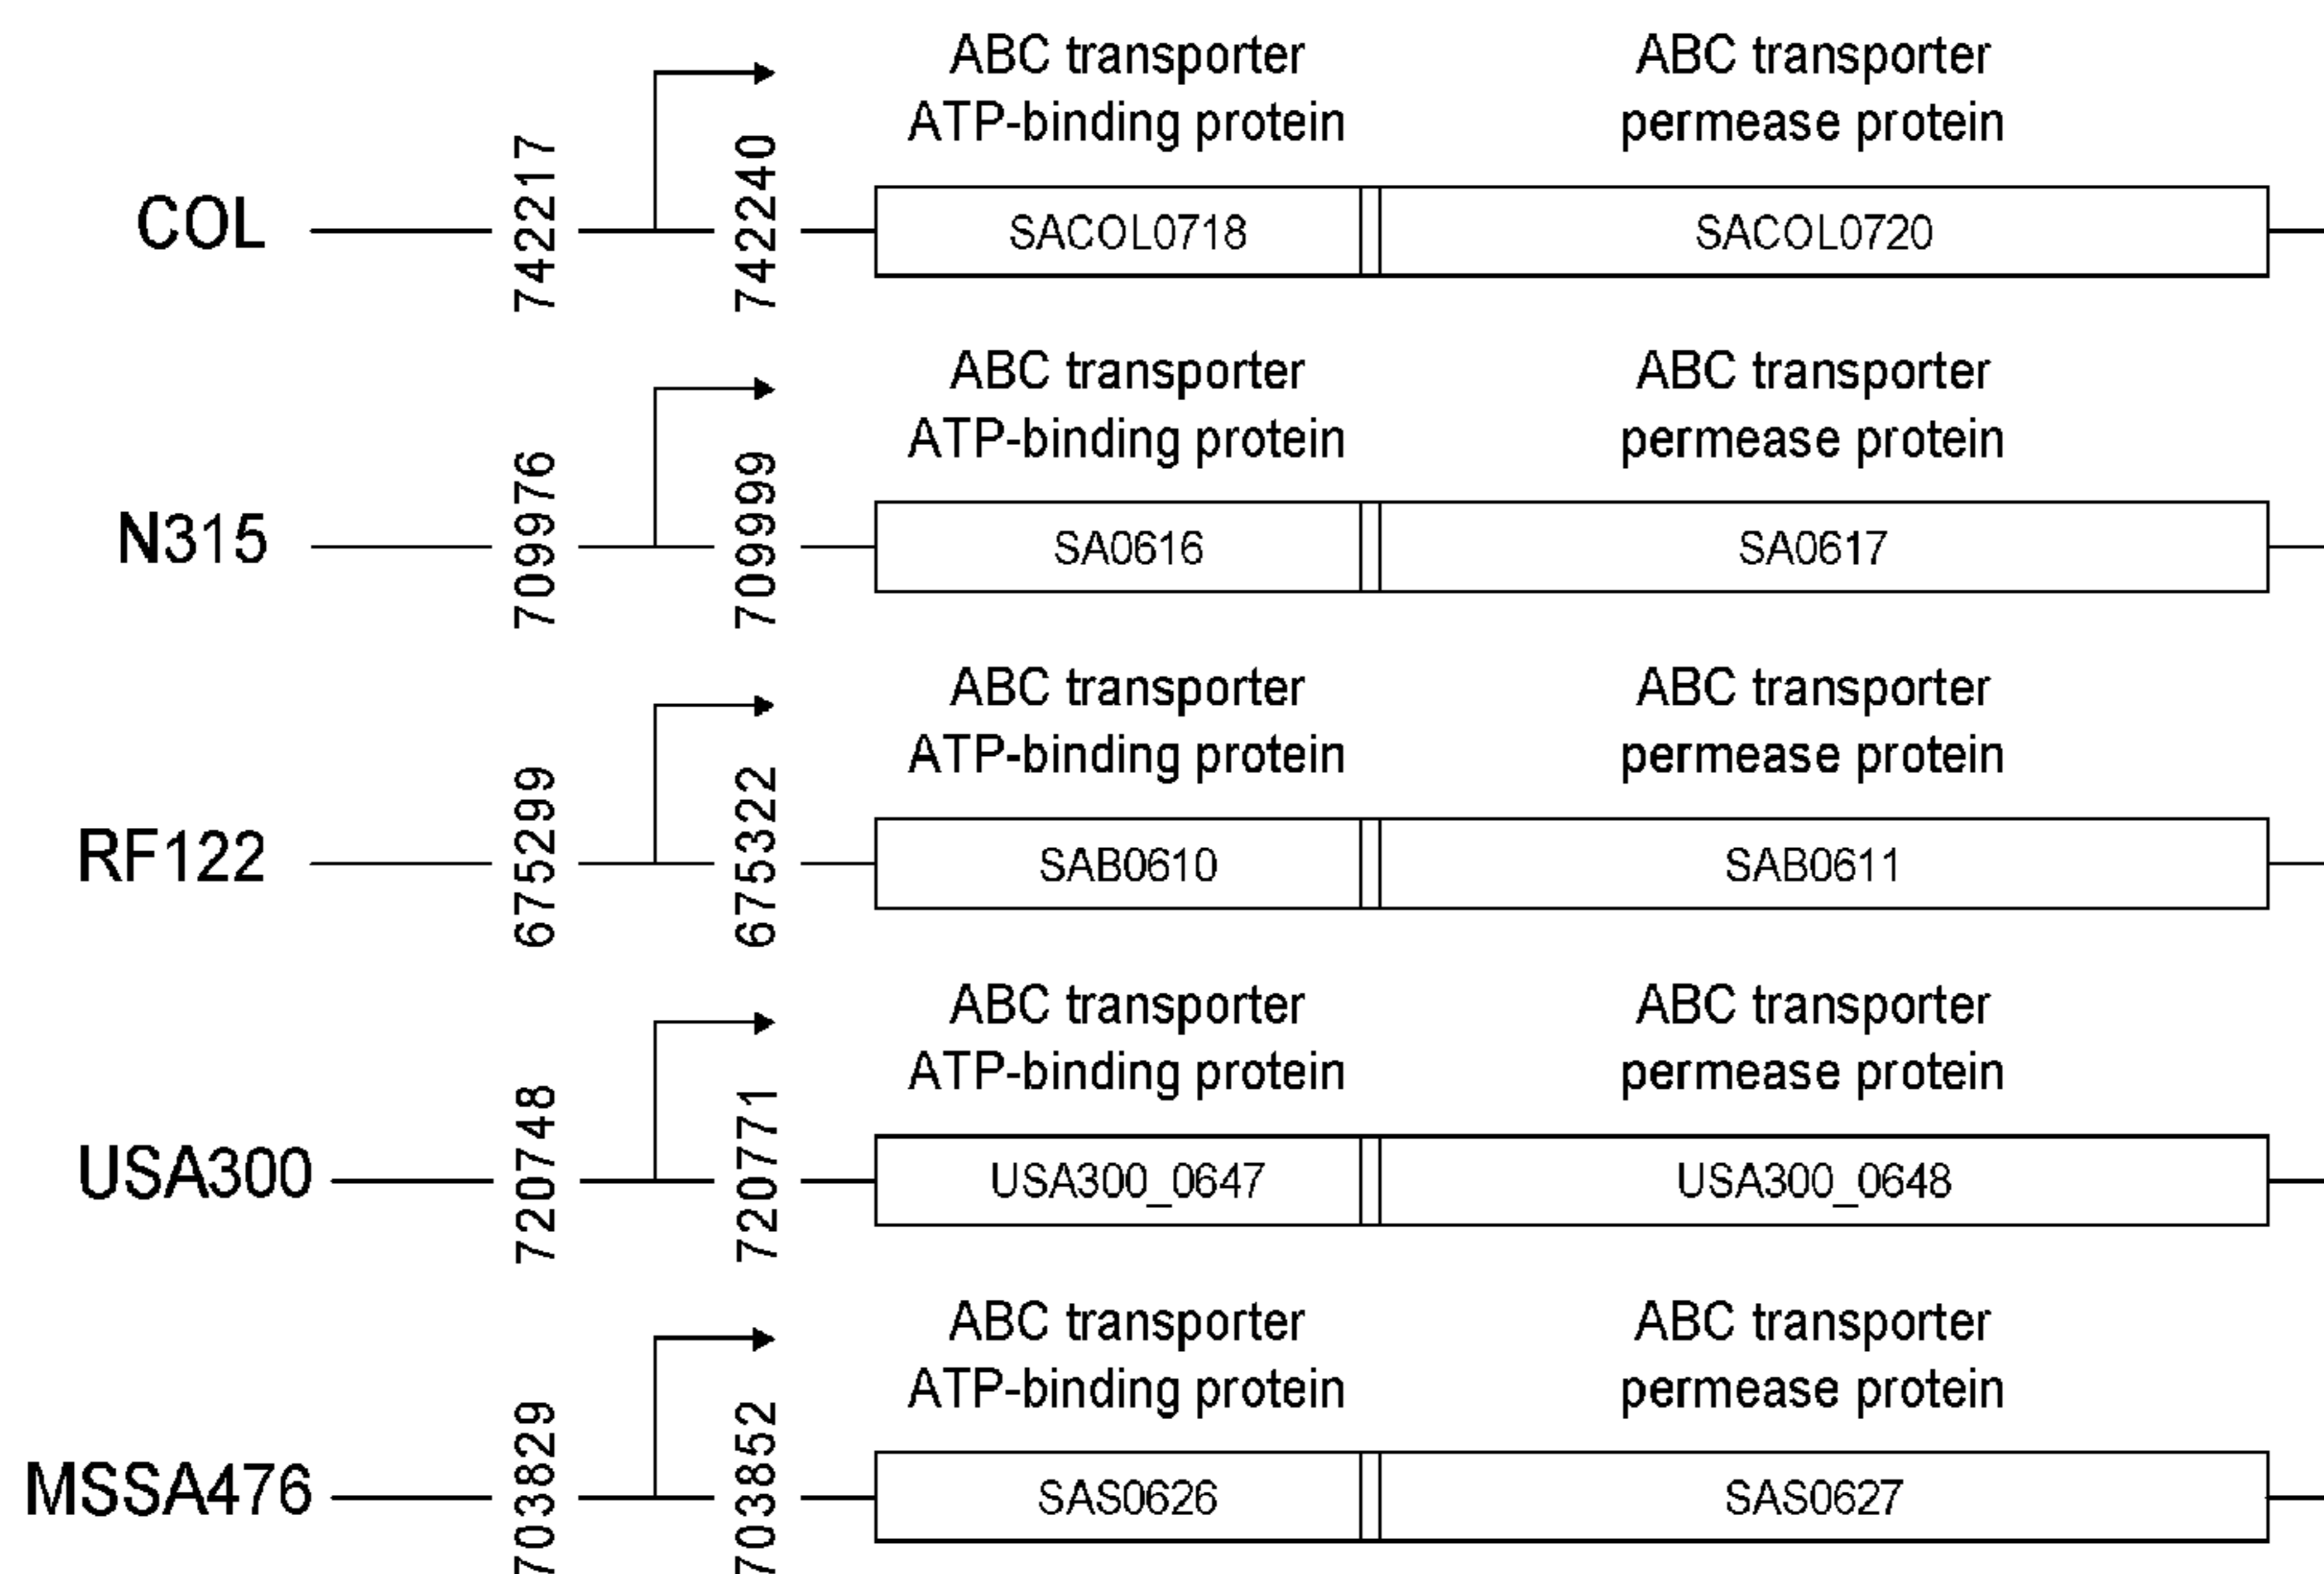 ABC transporter ABC transporter
ATP-binding protein permease protein
COL 742217 742240 SACOL0718 SACOL0720
ABC transporter ABC transporter
ATP-binding protein permease protein
N315 709976 709999 SA0616 SA0617
ABC transporter ABC transporter
ATP-binding protein permease protein
RF122 675299 675322 SAB0610 SAB0611
ABC transporter ABC transporter
ATP-binding protein permease protein
USA300 720748 720771 USA300_0647 USA300_0648
ABC transporter ABC transporter
ATP-binding protein permease protein
MSSA476 703829 703852 SAS0626 SAS0627